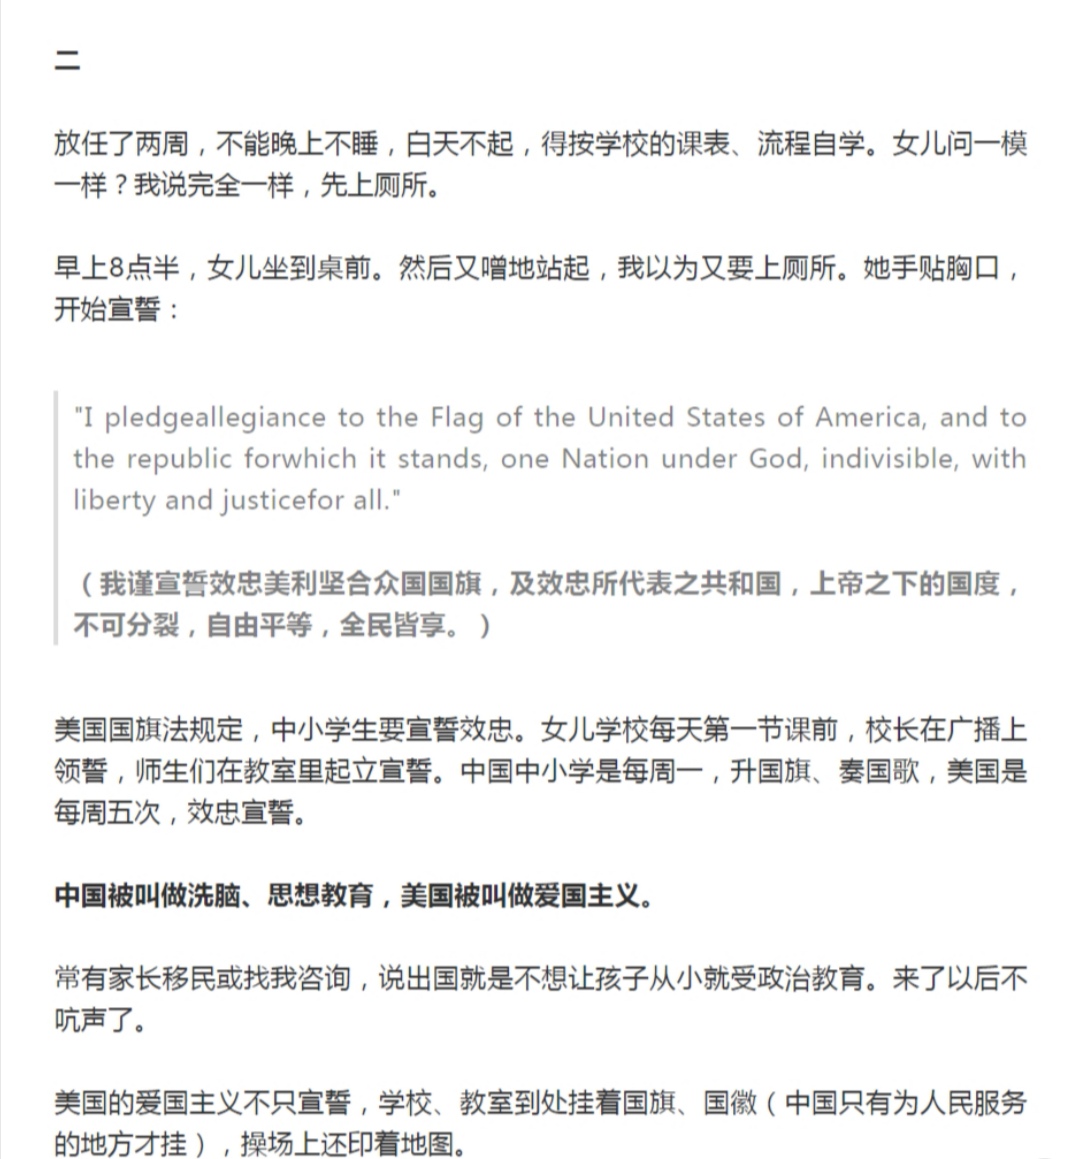 二
放任了两周，不能晚上不睡，白天不起，得按学校的课表、流程自学。女儿问一模
一样？我说完全一样，先上厕所。
早上8点半，女儿坐到桌前。然后又噌地站起，我以为又要上厕所。她手贴胸口，
开始宣誓：
"I pledgeallegiance to the Flag of the United States of America, and to
the republic forwhich it stands, one Nation under God, indivisible, with
liberty and justicefor all."
（我谨宣誓效忠美利坚合众国国旗，及效忠所代表之共和国，上帝之下的国度，
不可分裂，自由平等，全民皆享。）
美国国旗法规定，中小学生要宣誓效忠。女儿学校每天第一节课前，校长在广播上
领誓，师生们在教室里起立宣誓。中国中小学是每周一，升国旗、奏国歌，美国是
每周五次，效忠宣誓。
中国被叫做洗脑、思想教育，美国被叫做爱国主义。
常有家长移民或找我咨询，说出国就是不想让孩子从小就受政治教育。来了以后不
吭声了。
美国的爱国主义不只宣誓，学校、教室到处挂着国旗、国徽（中国只有为人民服务
的地方才挂），操场上还印着地图。